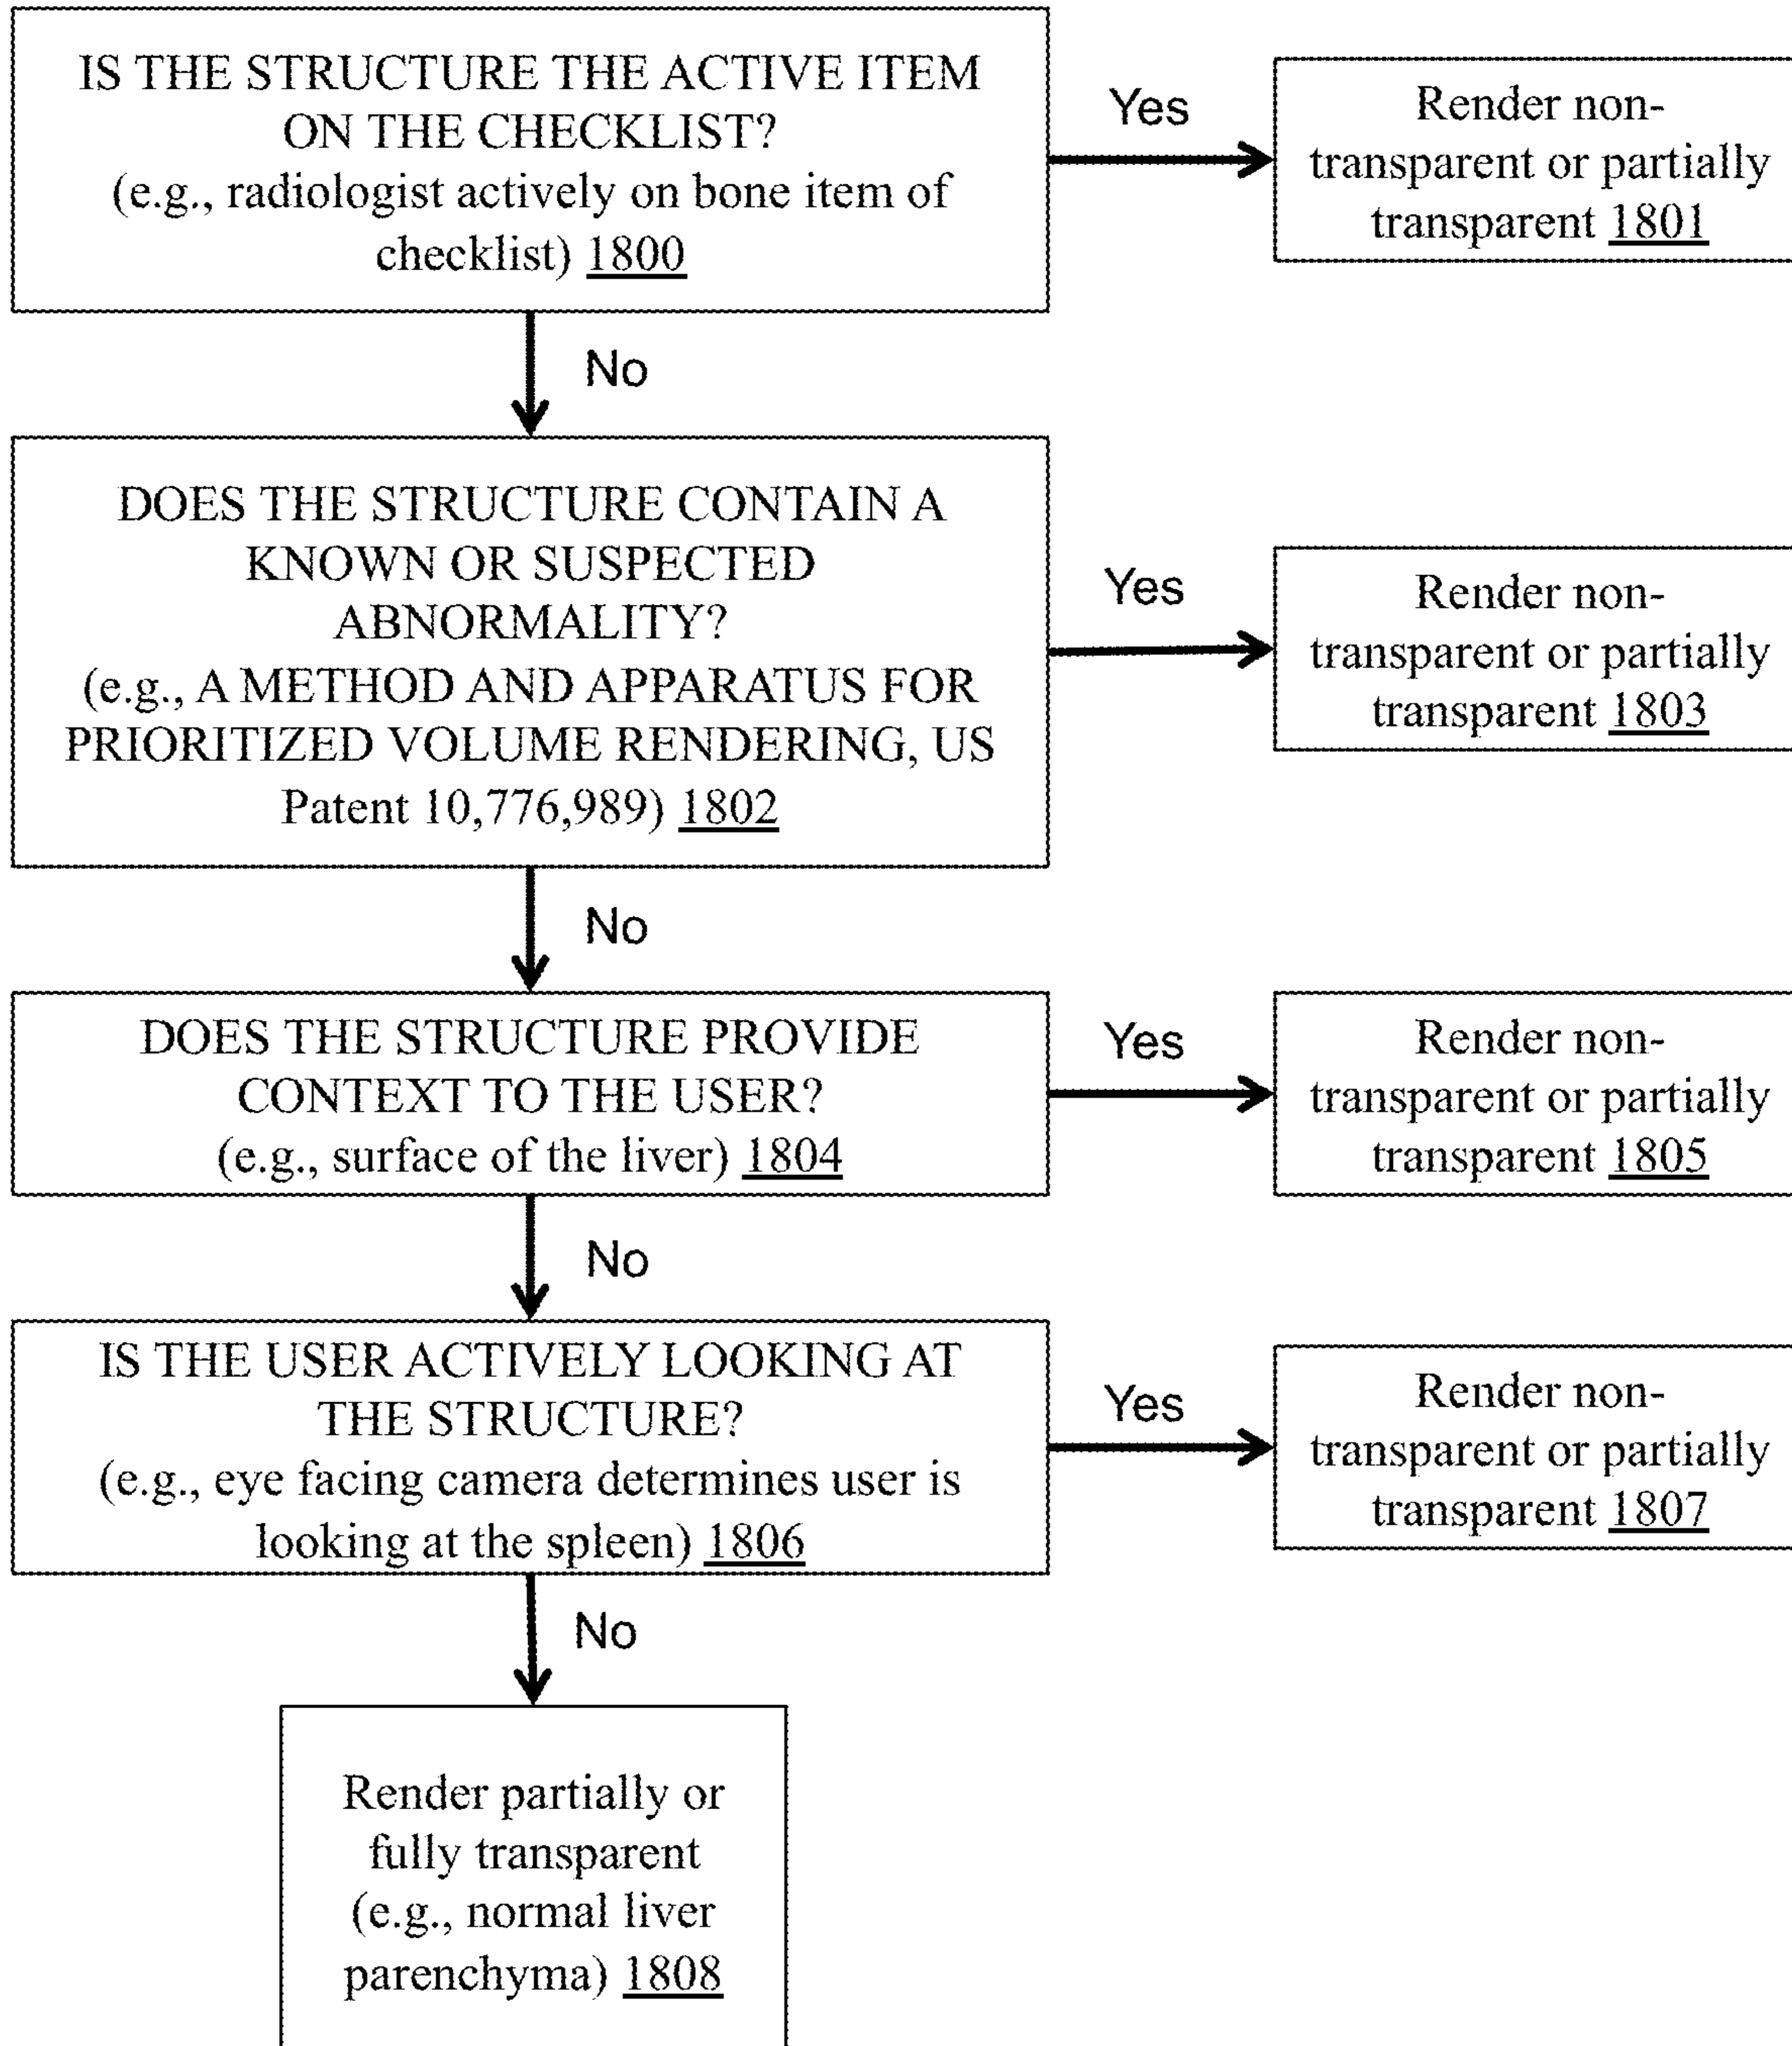 IS THE STRUCTURE THE ACTIVE ITEM
ON THE CHECKLIST?
(e.g., radiologist actively on bone item of
checklist) 1800
Yes
Render non-
transparent or partially
transparent 1801
No
DOES THE STRUCTURE CONTAIN A
KNOWN OR SUSPECTED
ABNORMALITY?
(e.g., A METHOD AND APPARATUS FOR
PRIORITIZED VOLUME RENDERING, US
Patent 10,776,989) 1802
Yes
Render non-
transparent or partially
transparent 1803
No
DOES THE STRUCTURE PROVIDE
CONTEXT TO THE USER?
(e.g., surface of the liver) 1804
Yes
Render non-
transparent or partially
transparent 1805
No
IS THE USER ACTIVELY LOOKING AT
THE STRUCTURE?
(e.g., eye facing camera determines user is
looking at the spleen) 1806
Yes
Render non-
transparent or partially
transparent 1807
No
Render partially or
fully transparent
(e.g., normal liver
parenchyma) 1808